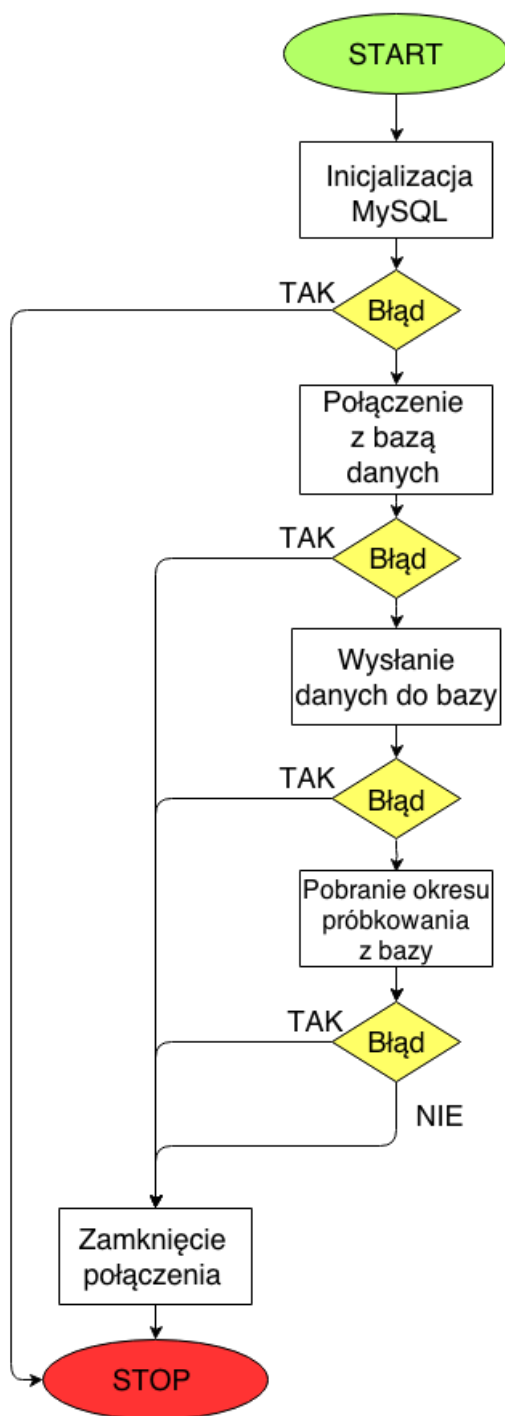 START
Inicjalizacja
MySQL
TAK
Błąd
Połączenie
z bazą
danych
TAK
Błąd
Wysłanie
danych do bazy
TAK
Błąd
Pobranie okresu
próbkowania
z bazy
TAK
Błąd
NIE
Zamknięcie
połączenia
STOP